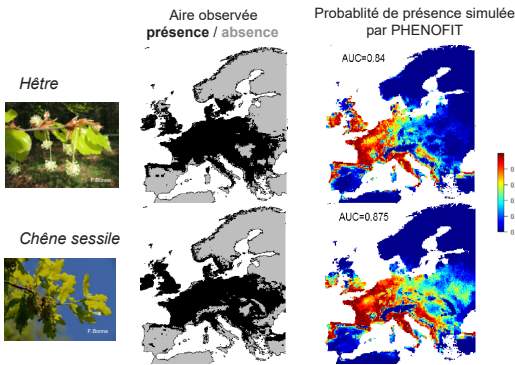 Aire observée
présence / absence
Probablité de présence simulée
par PHENOFIT
Hêtre
AUC=0.84
F.Bonne
Chêne sessile
AUC=0.875
F.Bonne